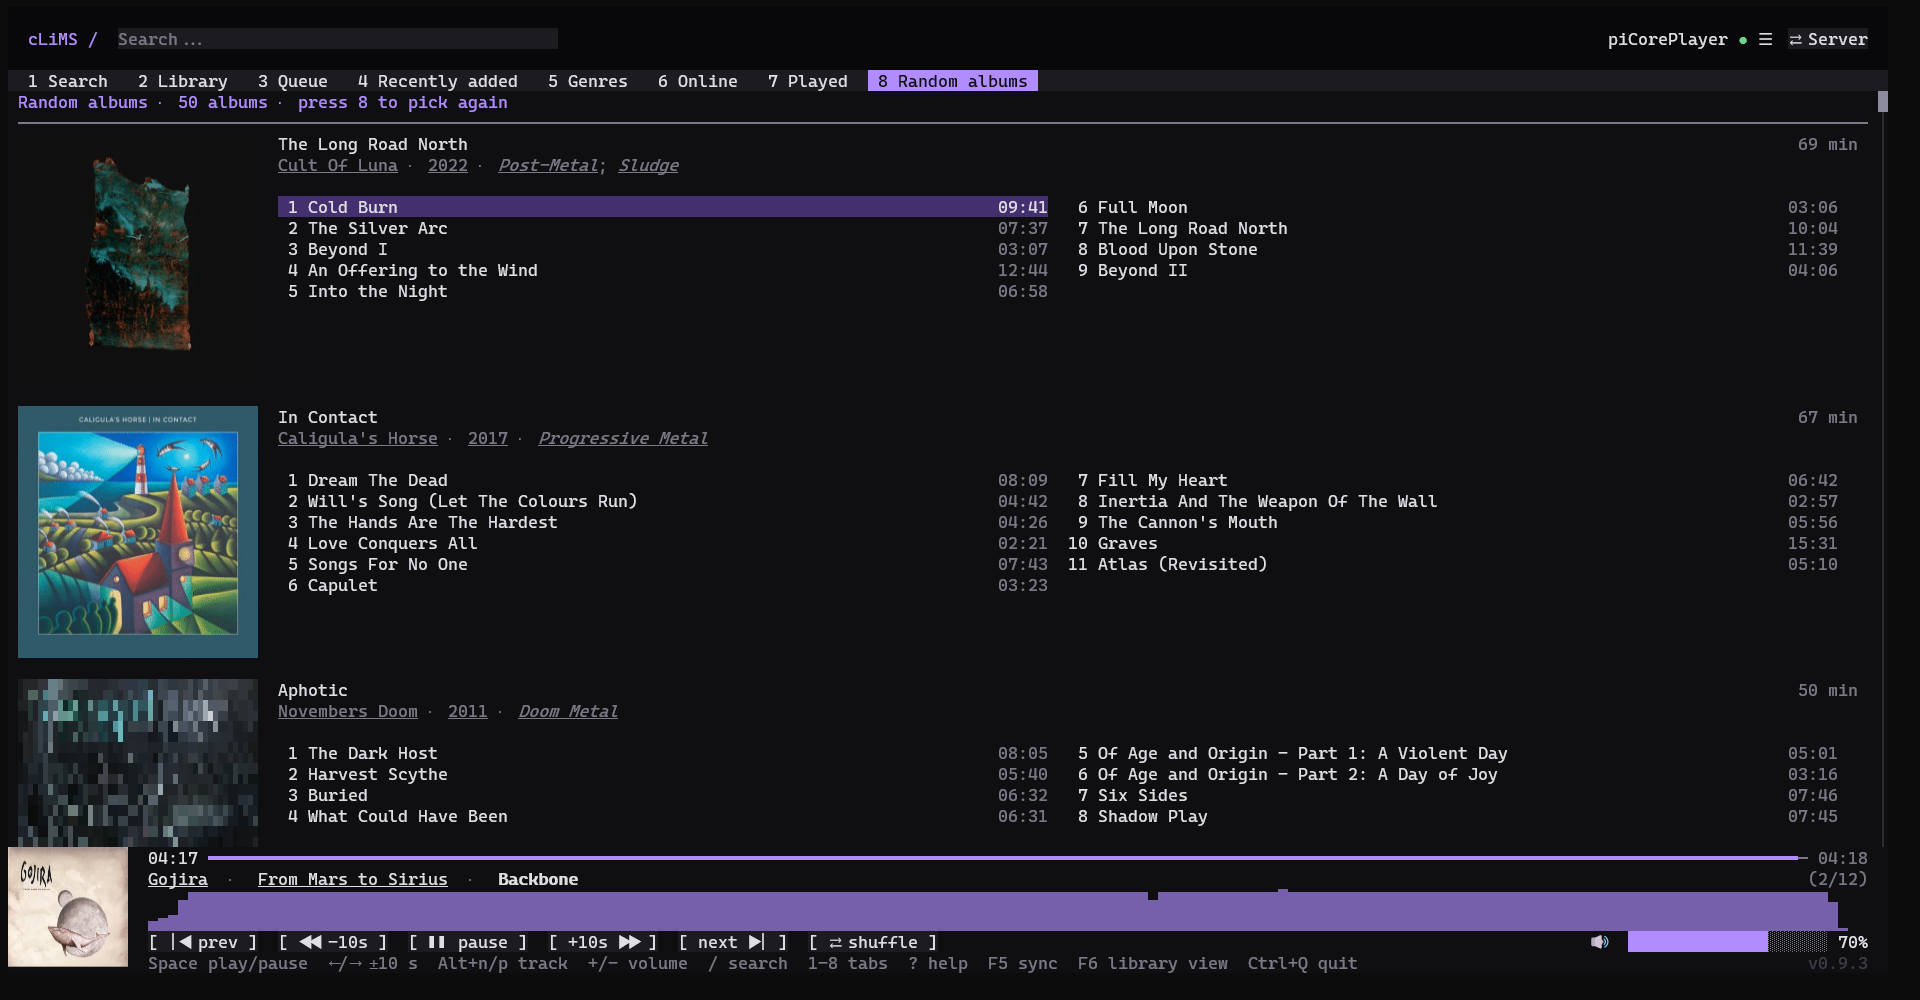 cLiMS / Search ... piCorePlayer ● ☰ ⇄ Server
1 Search 2 Library 3 Queue 4 Recently added 5 Genres 6 Online 7 Played 8 Random albums
Random albums · 50 albums · press 8 to pick again
The Long Road North 69 min
Cult Of Luna · 2022 · Post-Metal; Sludge
1 Cold Burn 09:41 6 Full Moon 03:06
2 The Silver Arc 07:37 7 The Long Road North 10:04
3 Beyond I 03:07 8 Blood Upon Stone 11:39
4 An Offering to the Wind 12:44 9 Beyond II 04:06
5 Into the Night 06:58
CALIGULA'S HORSE | IN CONTACT
In Contact 67 min
Caligula's Horse · 2017 · Progressive Metal
1 Dream The Dead 08:09 7 Fill My Heart 06:42
2 Will's Song (Let The Colours Run) 04:42 8 Inertia And The Weapon Of The Wall 02:57
3 The Hands Are The Hardest 04:26 9 The Cannon's Mouth 05:56
4 Love Conquers All 02:21 10 Graves 15:31
5 Songs For No One 07:43 11 Atlas (Revisited) 05:10
6 Capulet 03:23
Aphotic 50 min
Novembers Doom · 2011 · Doom Metal
1 The Dark Host 08:05 5 Of Age and Origin - Part 1: A Violent Day 05:01
2 Harvest Scythe 05:40 6 Of Age and Origin - Part 2: A Day of Joy 03:16
3 Buried 06:32 7 Six Sides 07:46
4 What Could Have Been 06:31 8 Shadow Play 07:45
GOJIRA
04:17 04:18
Gojira · From Mars to Sirius · Backbone (2/12)
[ |◀ prev ] [ ◀◀ -10s ] [ ▮▮ pause ] [ +10s ▶▶ ] [ next ▶| ] [ ⇄ shuffle ] 🔊 70%
Space play/pause ←/→ ±10 s Alt+n/p track +/- volume / search 1-8 tabs ? help F5 sync F6 library view Ctrl+Q quit v0.9.3